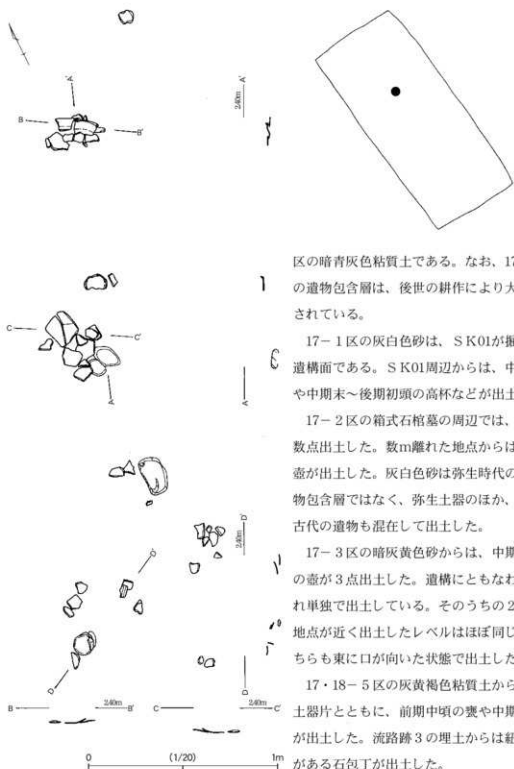 A'
A'
240m
B
B'
区の暗青灰色粘質土である。なお、17
の遺物包含層は、後世の耕作により大
されている。
17－1区の灰白色砂は、SK01が掘
遺構面である。SK01周辺からは、中
や中期末～後期初頭の高杯などが出土
17－2区の箱式石棺墓の周辺では、
数点出土した。数m離れた地点からは
壺が出土した。灰白色砂は弥生時代の
物包含層ではなく、弥生土器のほか、
古代の遺物も混在して出土した。
17－3区の暗灰黄色砂からは、中期
の壺が3点出土した。遺構にともなわ
れ単独で出土している。そのうちの2
地点が近く出土したレベルはほぼ同じ
ちらも東に口が向いた状態で出土した
17・18－5区の灰黄褐色粘質土から
土器片とともに、前期中頃の甕や中期
が出土した。流路跡3の埋土からは紐
がある石包丁が出土した。
C
C'
A
A
D'
D'
240m
D
D
B 240m B' C 240m C'
0 (1/20) 1m